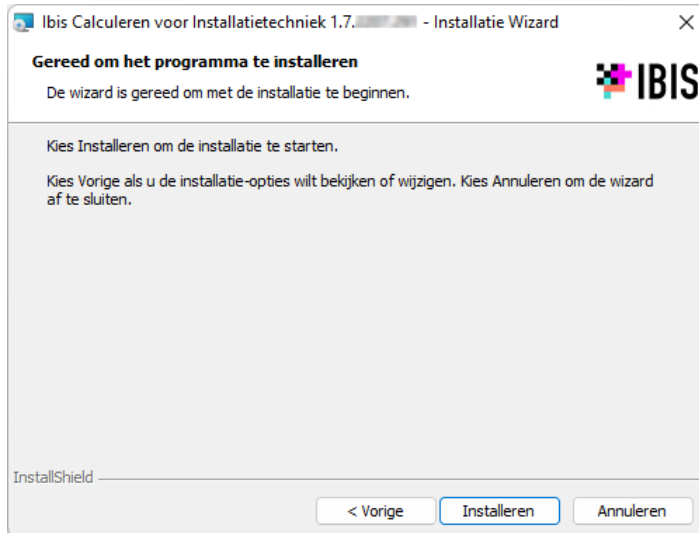 Ibis Calculeren voor Installatietechniek 1.7. - Installatie Wizard
Gereed om het programma te installeren
De wizard is gereed om met de installatie te beginnen.
IBIS
Kies Installeren om de installatie te starten.
Kies Vorige als u de installatie-opties wilt bekijken of wijzigen. Kies Annuleren om de wizard
af te sluiten.
InstallShield
< Vorige
Installeren
Annuleren